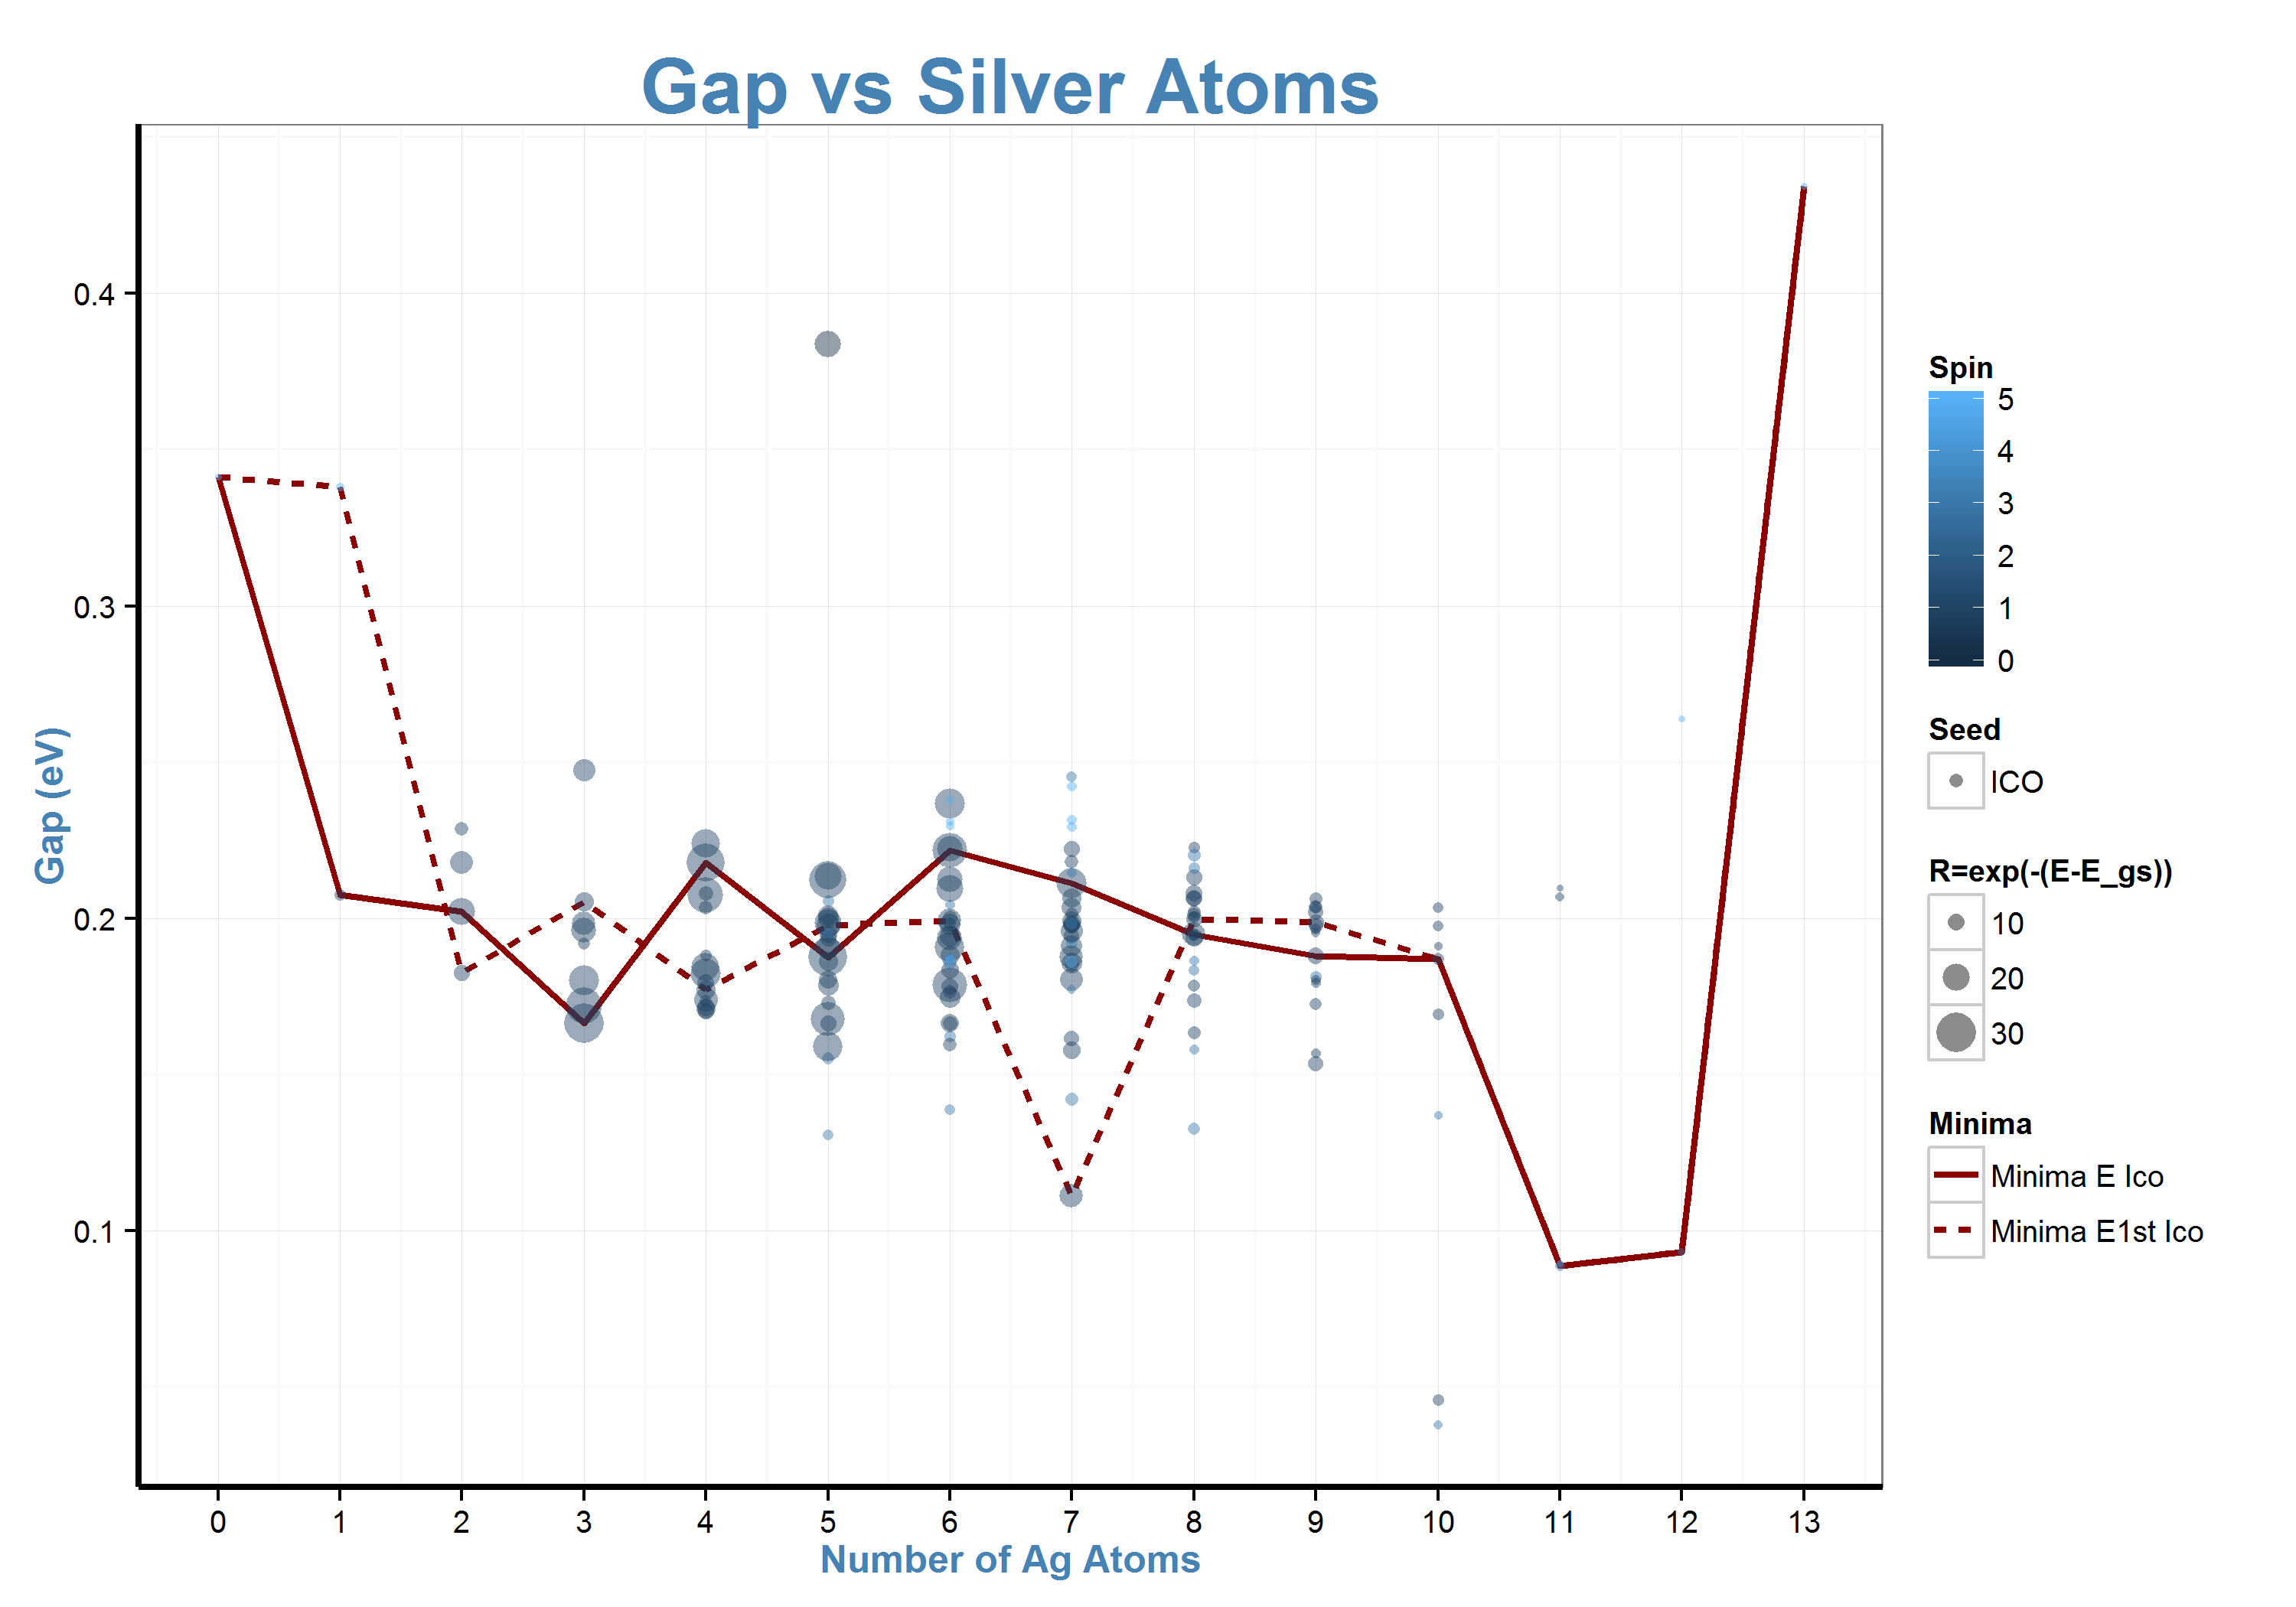 Gap vs Silver Atoms
Gap (eV)
0.4
0.3
0.2
0.1
0 1 2 3 4 5 6 7 8 9 10 11 12 13
Number of Ag Atoms
Spin
5
4
3
2
1
0
Seed
ICO
R=exp(-(E-E_gs))
10
20
30
Minima
Minima E Ico
Minima E1st Ico